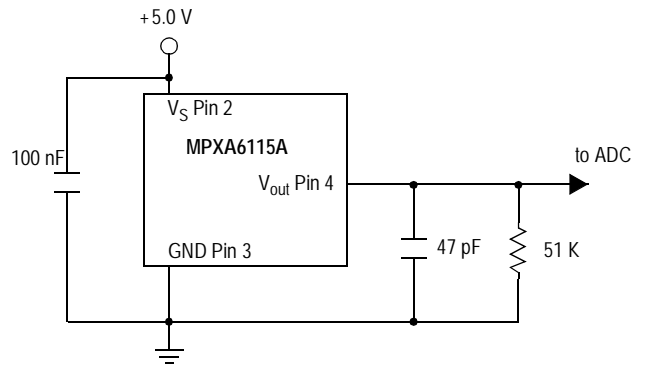 +5.0 V
V_S Pin 2
MPXA6115A
100 nF
to ADC
V_out Pin 4
GND Pin 3
47 pF
51 K